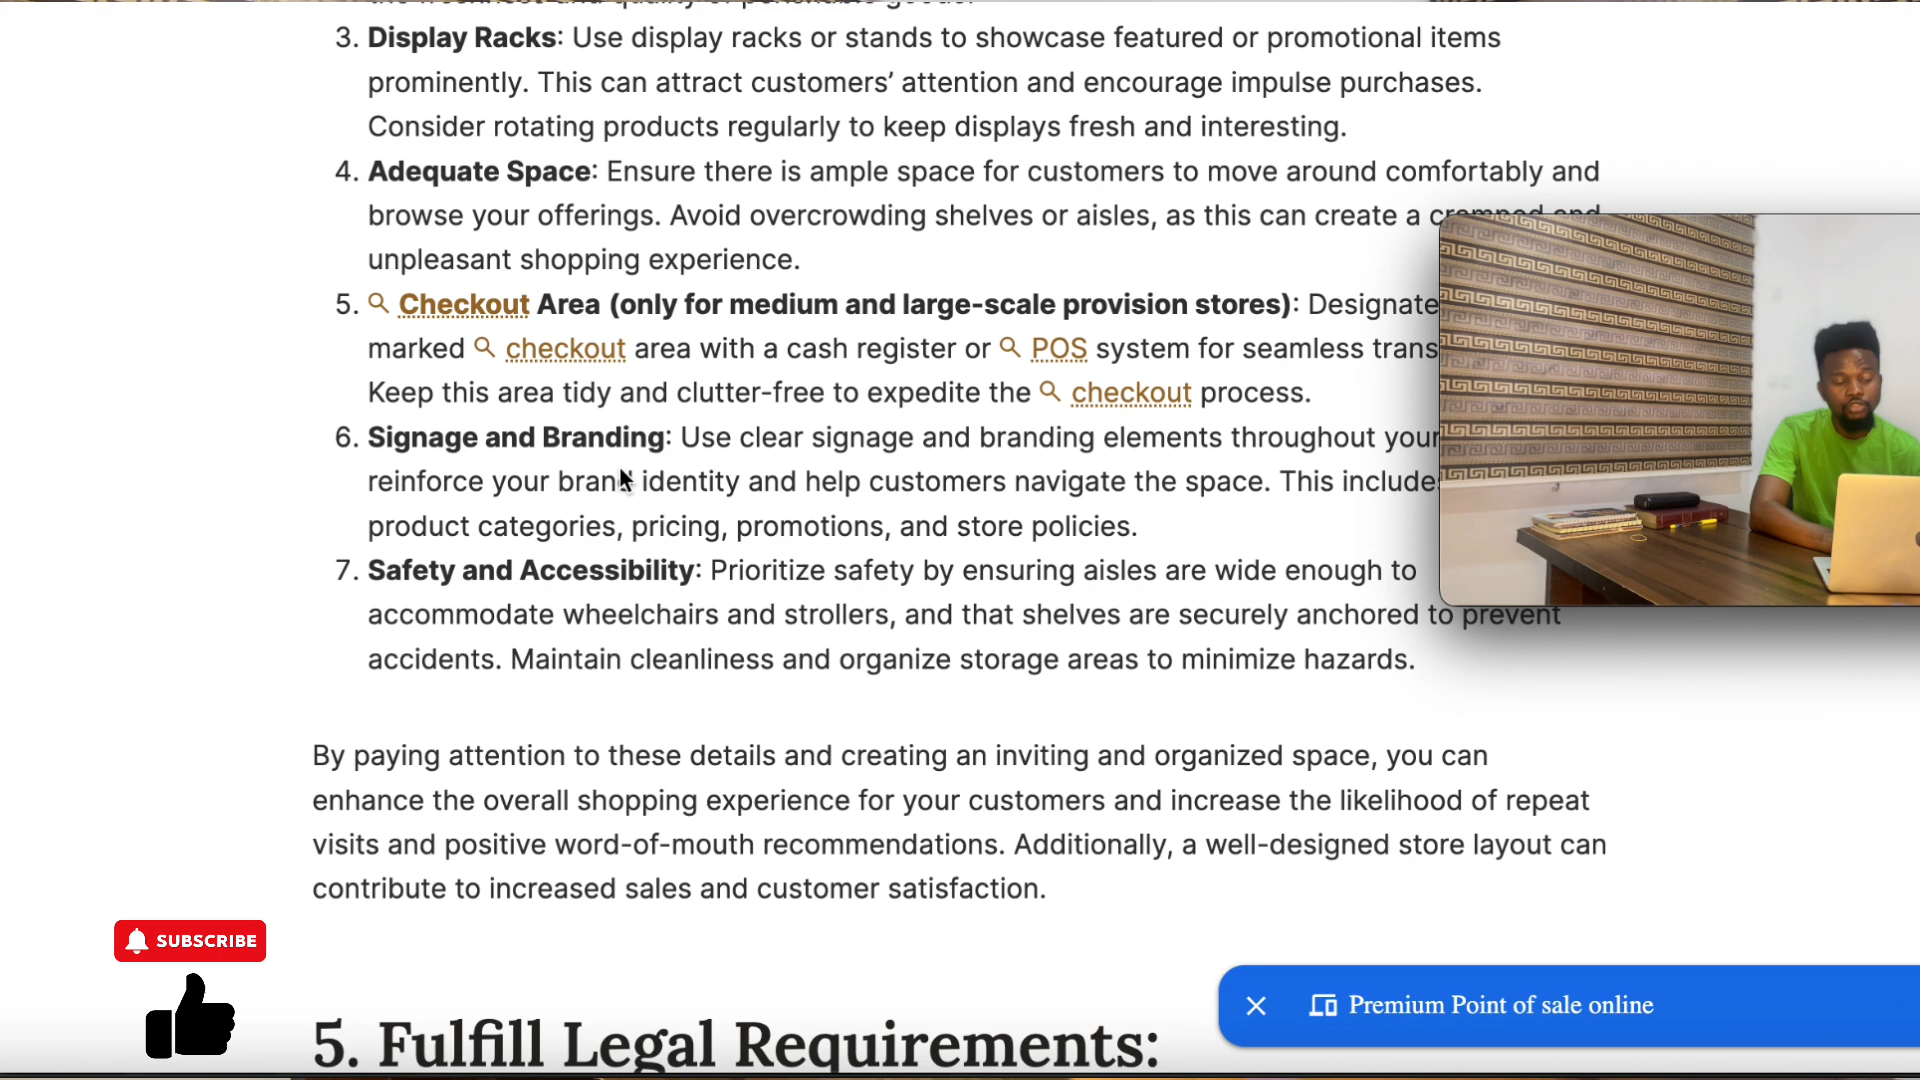 3. Display Racks: Use display racks or stands to showcase featured or promotional items
prominently. This can attract customers’ attention and encourage impulse purchases.
Consider rotating products regularly to keep displays fresh and interesting.
4. Adequate Space: Ensure there is ample space for customers to move around comfortably and
browse your offerings. Avoid overcrowding shelves or aisles, as this can create a cramped and
unpleasant shopping experience.
5. Checkout Area (only for medium and large-scale provision stores): Designate
marked checkout area with a cash register or POS system for seamless
Keep this area tidy and clutter-free to expedite the checkout process.
6. Signage and Branding: Use clear signage and branding elements throughout your
reinforce your brand identity and help customers navigate the space. This includes
product categories, pricing, promotions, and store policies.
7. Safety and Accessibility: Prioritize safety by ensuring aisles are wide enough to
accommodate wheelchairs and strollers, and that shelves are securely anchored to prevent
accidents. Maintain cleanliness and organize storage areas to minimize hazards.
By paying attention to these details and creating an inviting and organized space, you can
enhance the overall shopping experience for your customers and increase the likelihood of repeat
visits and positive word-of-mouth recommendations. Additionally, a well-designed store layout can
contribute to increased sales and customer satisfaction.
SUBSCRIBE
Premium Point of sale online
5. Fulfill Legal Requirements: